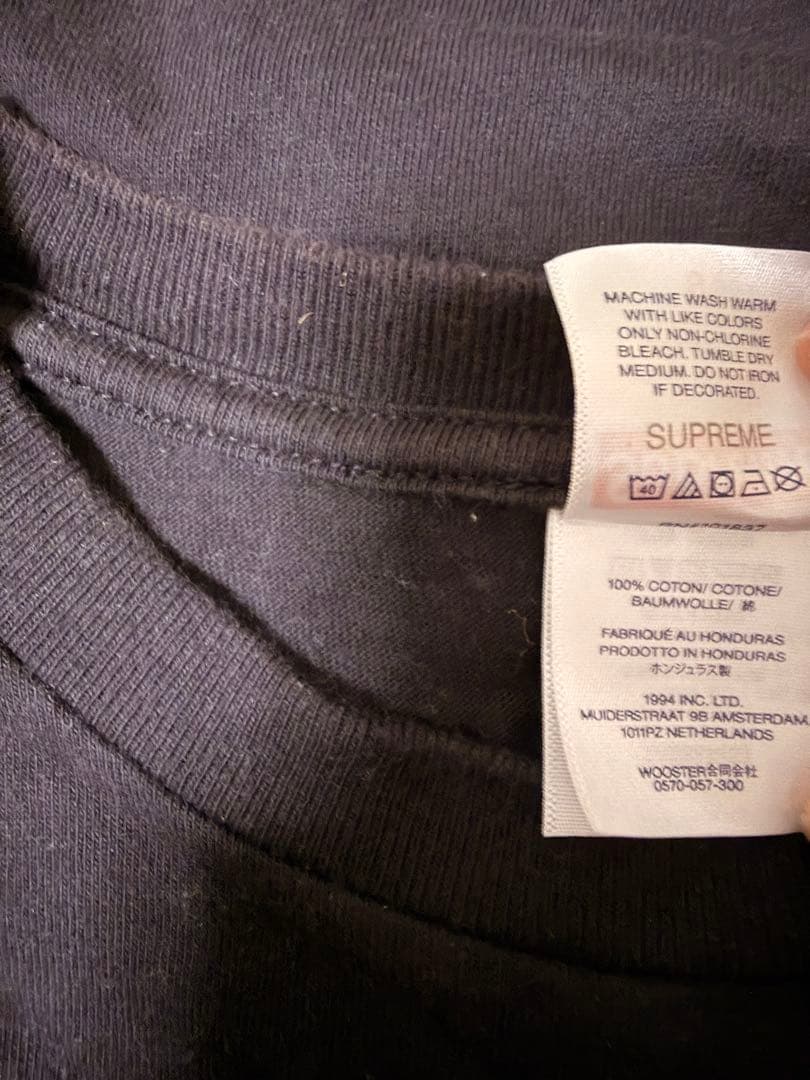 MACHINE WASH WARM
WITH LIKE COLORS
ONLY NON-CHLORINE
BLEACH. TUMBLE DRY
MEDIUM. DO NOT IRON
IF DECORATED.
SUPREME
40
100% COTON/ COTONE/
BAUMWOLLE/ 綿
FABRIQUÉ AU HONDURAS
PRODOTTO IN HONDURAS
ホンジュラス製
1994 INC. LTD.
MUIDERSTRAAT 9B AMSTERDAM,
1011PZ NETHERLANDS
WOOSTER合同会社
0570-057-300